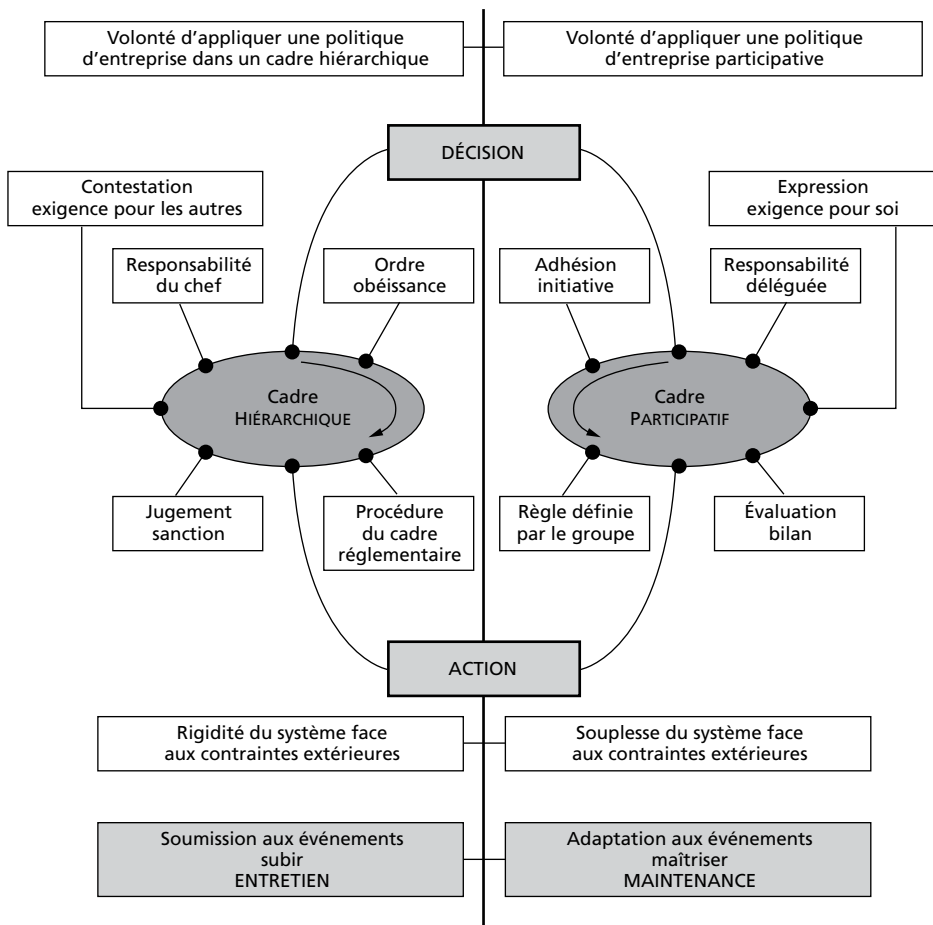 Volonté d'appliquer une politique
d'entreprise dans un cadre hiérarchique
Volonté d'appliquer une politique
d'entreprise participative
DÉCISION
Contestation
exigence pour les autres
Expression
exigence pour soi
Responsabilité
du chef
Ordre
obéissance
Adhésion
initiative
Responsabilité
déléguée
Cadre
HIÉRARCHIQUE
Cadre
PARTICIPATIF
Jugement
sanction
Procédure
du cadre
réglementaire
Règle définie
par le groupe
Évaluation
bilan
ACTION
Rigidité du système face
aux contraintes extérieures
Souplesse du système face
aux contraintes extérieures
Soumission aux événements
subir
ENTRETIEN
Adaptation aux événements
maîtriser
MAINTENANCE